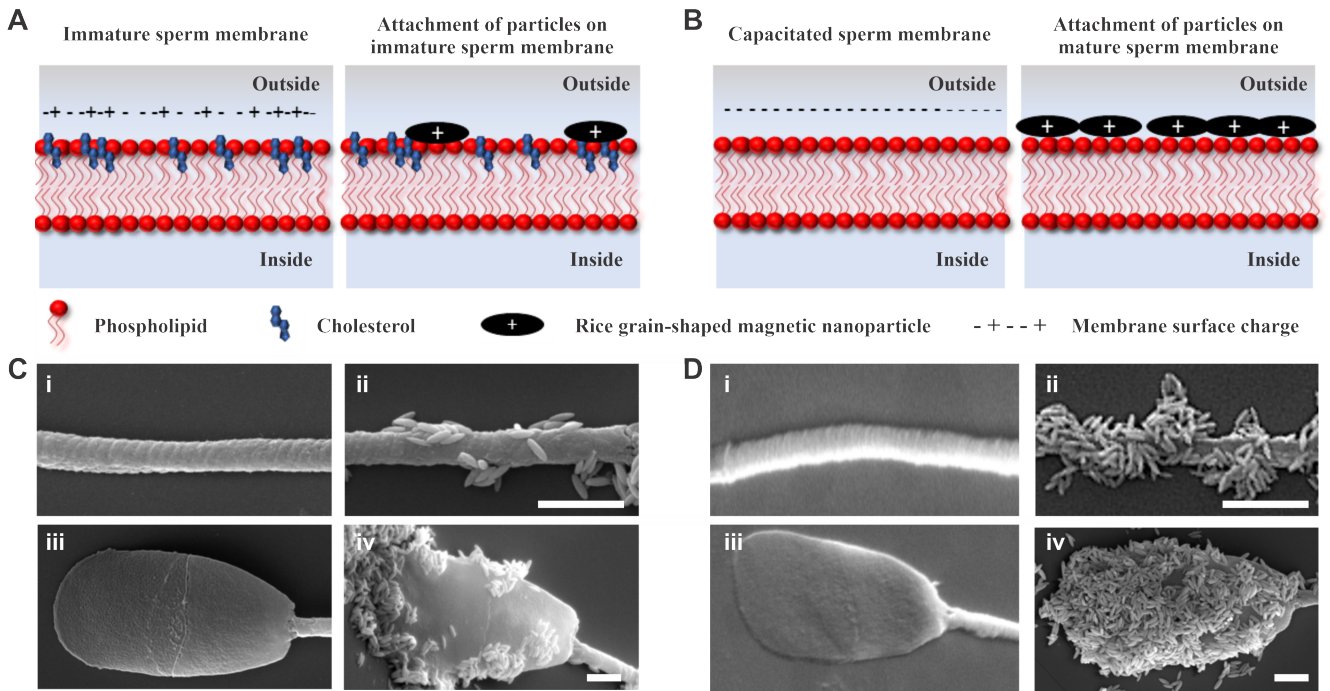 A
Immature sperm membrane
Attachment of particles on
immature sperm membrane
B
Capacitated sperm membrane
Attachment of particles on
mature sperm membrane
Outside
Outside
Outside
Outside
-+ -+-+- - -+ - -+- - + -+-+--
+ +
- - - - - - - - - - - - - - - - - - - - - - - -
+ + + + +
Inside
Inside
Inside
Inside
Phospholipid
Cholesterol
+
Rice grain-shaped magnetic nanoparticle
- + - - +
Membrane surface charge
C
i
ii
D
i
ii
iii
iv
iii
iv